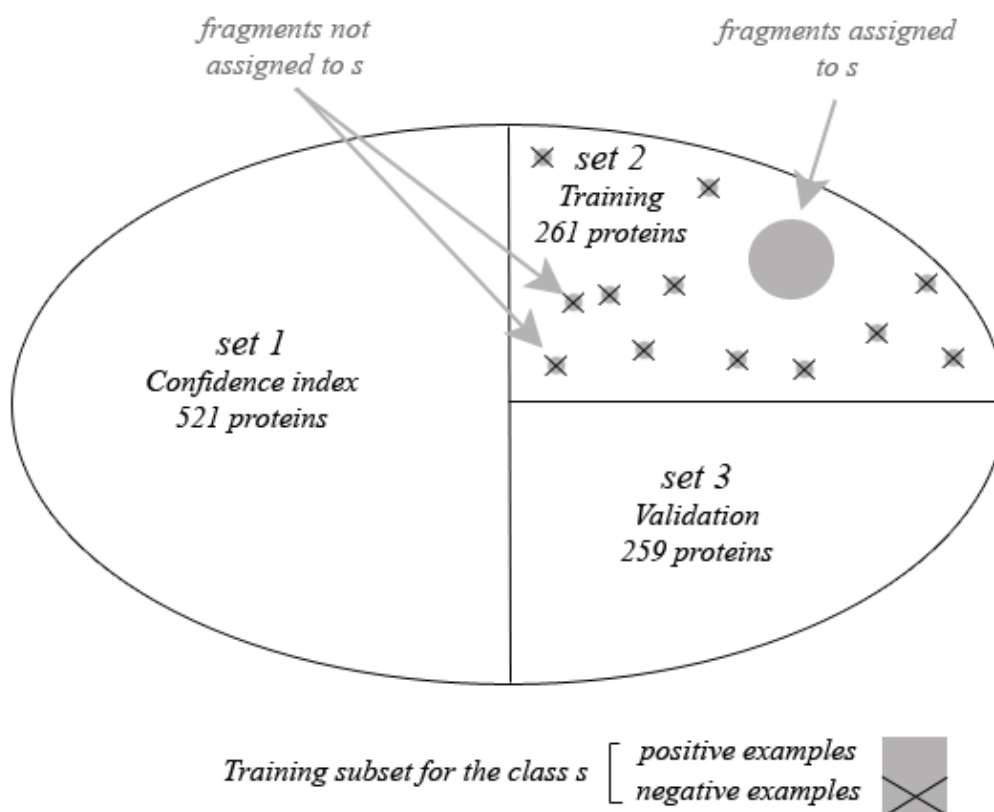 fragments not
assigned to s
fragments assigned
to s
set 2
Training
261 proteins
set 1
Confidence index
521 proteins
set 3
Validation
259 proteins
Training subset for the class s
positive examples
negative examples